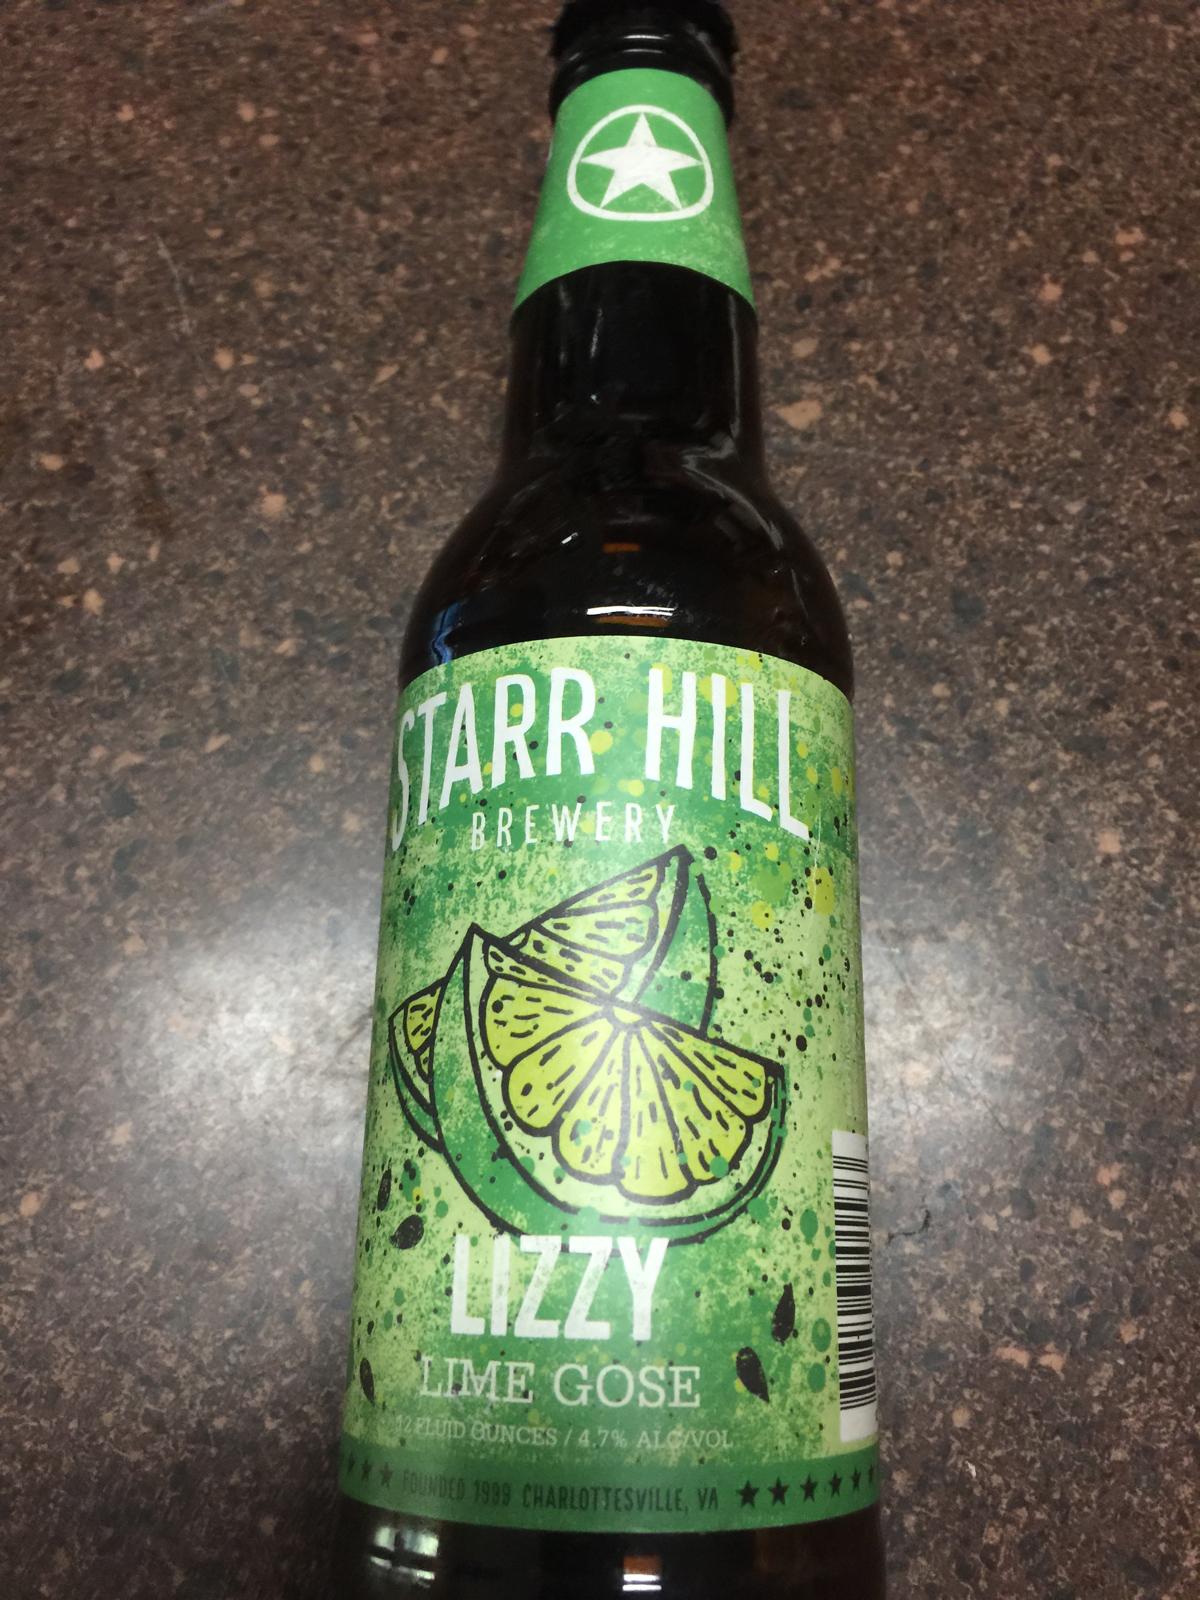 STARR HILL
BREWERY
LIZZY
LIME GOSE
12 FLUID OUNCES / 4.7% ALC/VOL
FOUNDED 1999 CHARLOTTESVILLE, VA